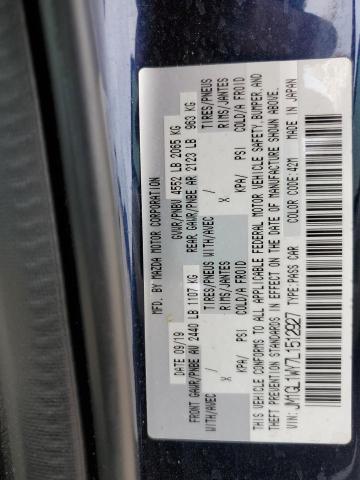 MFD. BY MAZDA MOTOR CORPORATION
DATE 09/19 GVWR/PNBV 4552 LB 2065 KG
FRONT GAWR/PNBE AV 2440 LB 1107 KG REAR GAWR/PNBE AR 2123 LB 963 KG
WITH/AVEC / TIRES/PNEUS WITH/AVEC / TIRES/PNEUS
X RIMS/JANTES X RIMS/JANTES
KPA/ PSI COLD/A FROID KPA/ PSI COLD/A FROID
THIS VEHICLE CONFORMS TO ALL APPLICABLE FEDERAL MOTOR VEHICLE SAFETY, BUMPER, AND
THEFT PREVENTION STANDARDS IN EFFECT ON THE DATE OF MANUFACTURE SHOWN ABOVE.
VIN: JM1GL1WY7L1512927 TYPE: PASS CAR COLOR CODE: 42M MADE IN JAPAN